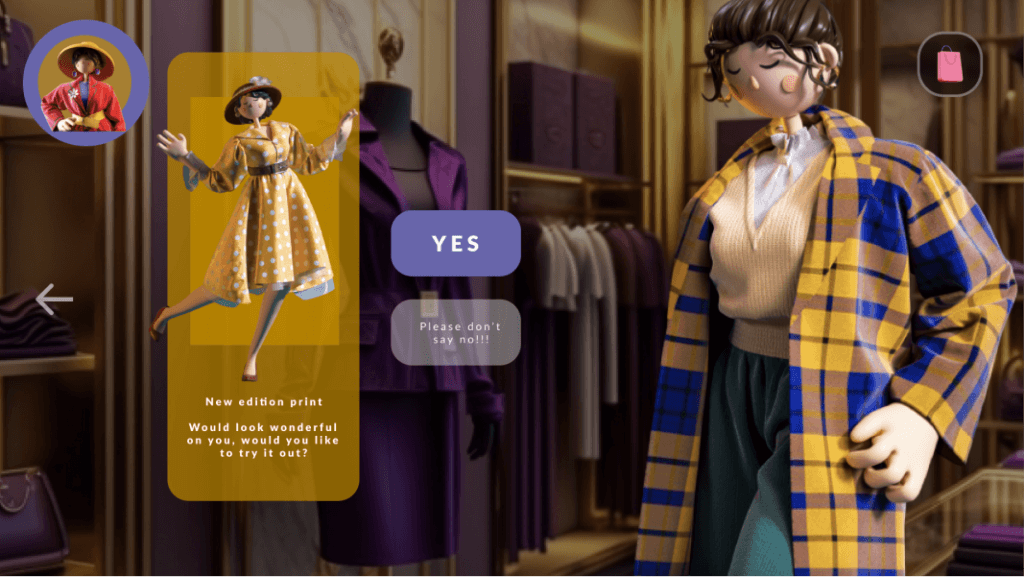 YES
Please don't
say no!!!
New edition print
Would look wonderful
on you, would you like
to try it out?